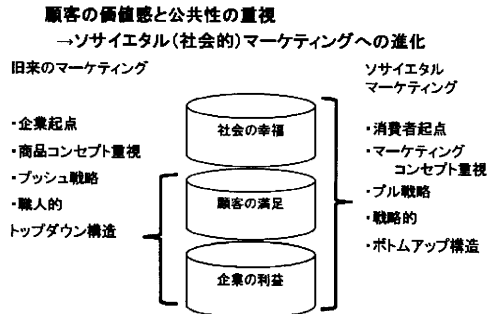 顧客の価値感と公共性の重視
→ソサイエタル(社会的)マーケティングへの進化
旧来のマーケティング
・企業起点
・商品コンセプト重視
・プッシュ戦略
・職人的
トップダウン構造
社会の幸福
顧客の満足
企業の利益
ソサイエタル
マーケティング
・消費者起点
・マーケティング
コンセプト重視
・プル戦略
・戦略的
・ボトムアップ構造